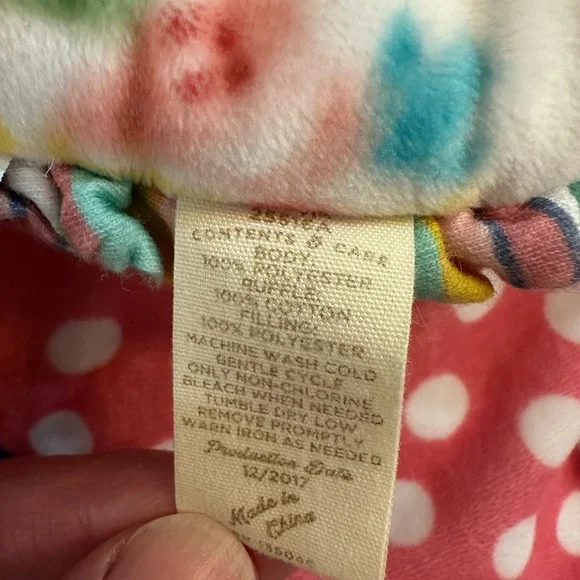 CONTENTS & CARE
BODY:
100% POLYESTER
RUFFLE:
100% COTTON
FILLING:
100% POLYESTER
MACHINE WASH COLD
GENTLE CYCLE
ONLY NON-CHLORINE
BLEACH WHEN NEEDED
TUMBLE DRY LOW
REMOVE PROMPTLY
WARN IRON AS NEEDED
Production Date
12/2017
Made in
China